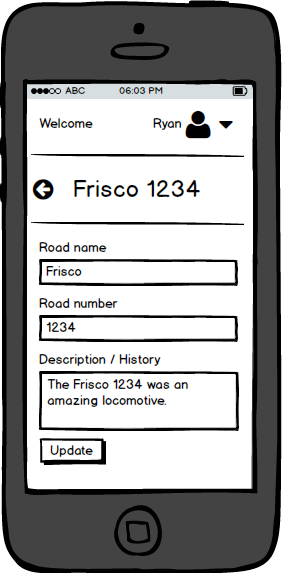 ABC 06:03 PM
Welcome Ryan
Frisco 1234
Road name
Frisco
Road number
1234
Description / History
The Frisco 1234 was an
amazing locomotive.
Update